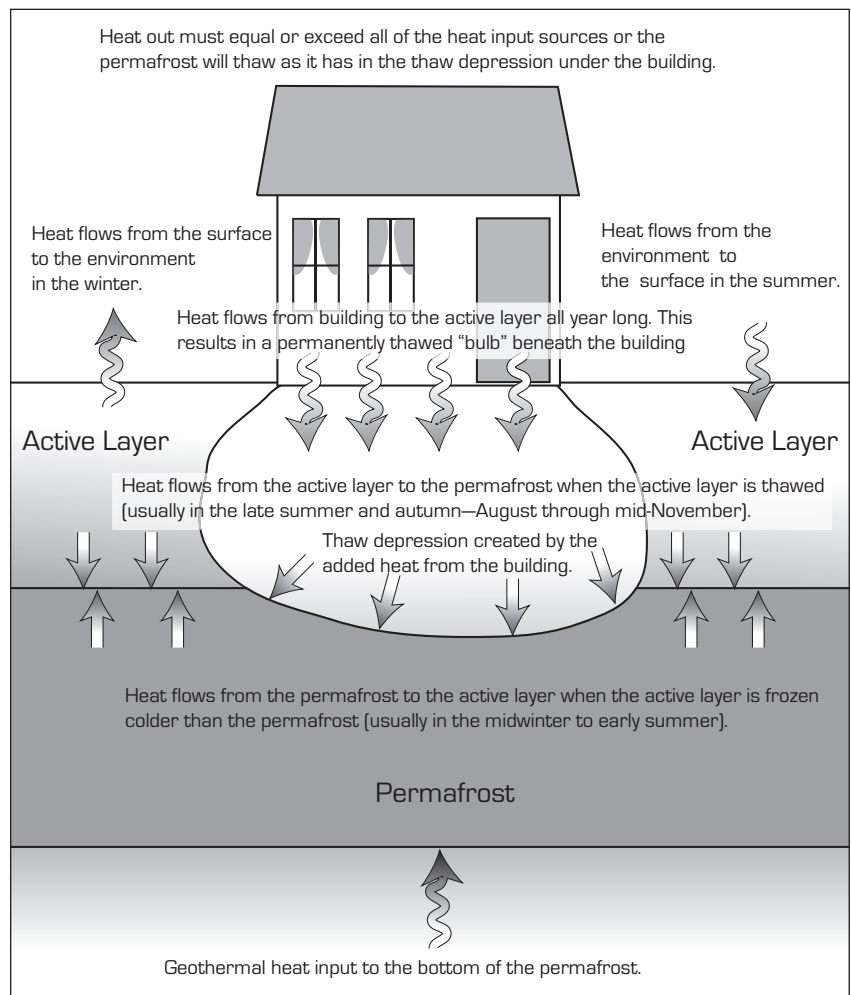 Heat out must equal or exceed all of the heat input sources or the
permafrost will thaw as it has in the thaw depression under the building.
Heat flows from the surface
to the environment
in the winter.
Heat flows from the
environment to
the surface in the summer.
Heat flows from building to the active layer all year long. This
results in a permanently thawed “bulb” beneath the building
Active Layer
Active Layer
Heat flows from the active layer to the permafrost when the active layer is thawed
(usually in the late summer and autumn—August through mid-November).
Thaw depression created by the
added heat from the building.
Heat flows from the permafrost to the active layer when the active layer is frozen
colder than the permafrost (usually in the midwinter to early summer).
Permafrost
Geothermal heat input to the bottom of the permafrost.